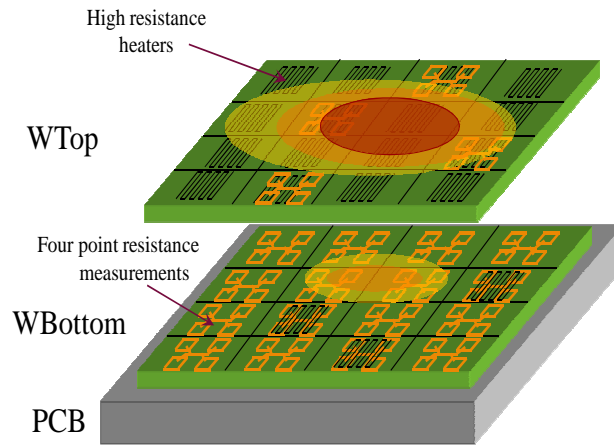 High resistance
heaters
WTop
Four point resistance
measurements
WBottom
PCB